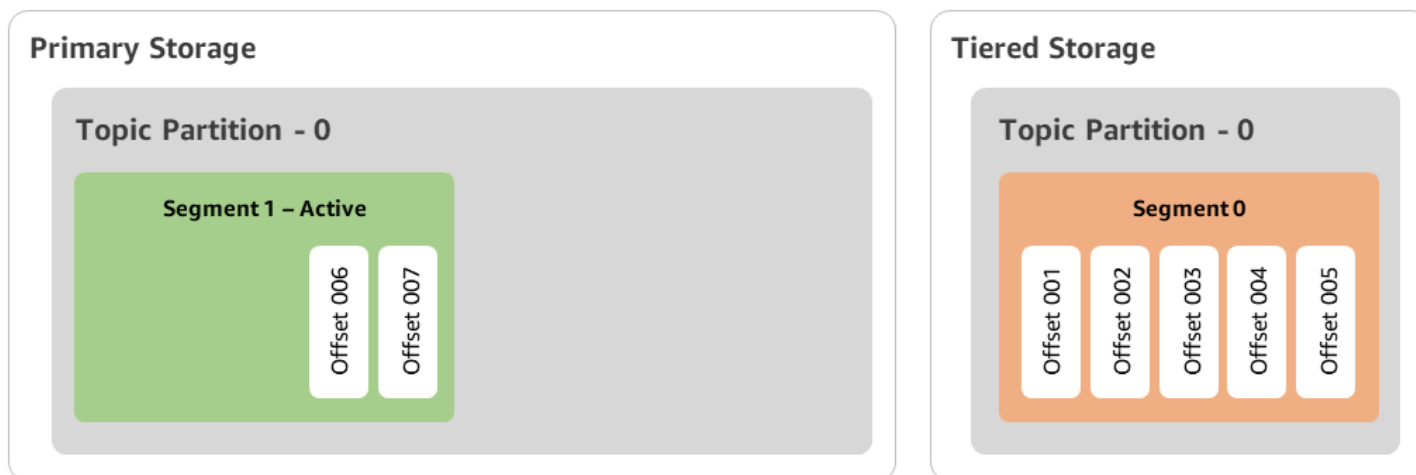 Primary Storage
Topic Partition - 0
Segment 1 – Active
Offset 006
Offset 007
Tiered Storage
Topic Partition - 0
Segment 0
Offset 001
Offset 002
Offset 003
Offset 004
Offset 005